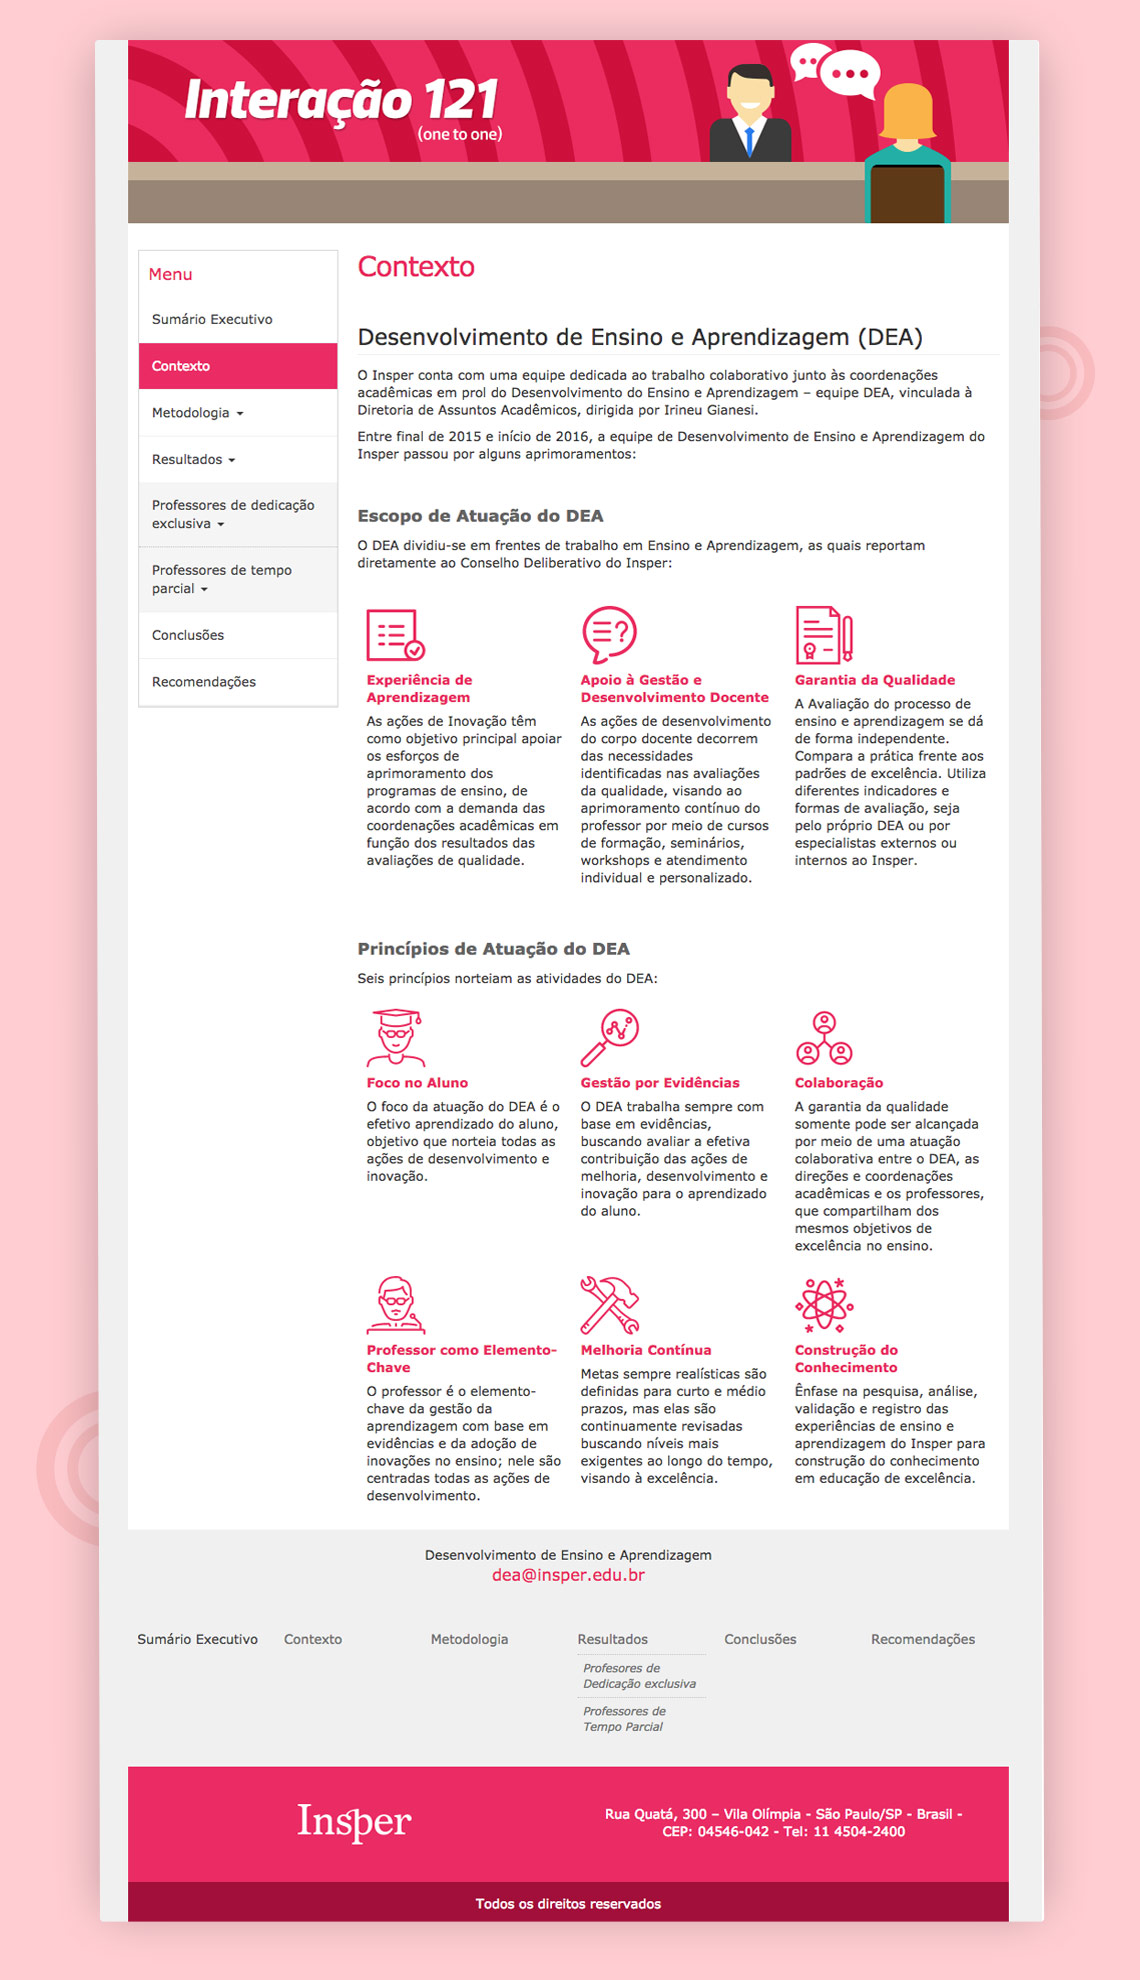 Interação 121
(one to one)
Menu
Sumário Executivo
Contexto
Metodologia
Resultados
Professores de dedicação
exclusiva
Professores de tempo
parcial
Conclusões
Recomendações
Contexto
Desenvolvimento de Ensino e Aprendizagem (DEA)
O Insper conta com uma equipe dedicada ao trabalho colaborativo junto às coordenações
acadêmicas em prol do Desenvolvimento do Ensino e Aprendizagem – equipe DEA, vinculada à
Diretoria de Assuntos Acadêmicos, dirigida por Irineu Gianesi.
Entre final de 2015 e início de 2016, a equipe de Desenvolvimento de Ensino e Aprendizagem do
Insper passou por alguns aprimoramentos:
Escopo de Atuação do DEA
O DEA dividiu-se em frentes de trabalho em Ensino e Aprendizagem, as quais reportam
diretamente ao Conselho Deliberativo do Insper:
Experiência de
Aprendizagem
As ações de Inovação têm
como objetivo principal apoiar
os esforços de
aprimoramento dos
programas de ensino, de
acordo com a demanda das
coordenações acadêmicas em
função dos resultados das
avaliações de qualidade.
Apoio à Gestão e
Desenvolvimento Docente
As ações de desenvolvimento
do corpo docente decorrem
das necessidades
identificadas nas avaliações
da qualidade, visando ao
aprimoramento contínuo do
professor por meio de cursos
de formação, seminários,
workshops e atendimento
individual e personalizado.
Garantia da Qualidade
A Avaliação do processo de
ensino e aprendizagem se dá
de forma independente.
Compara a prática frente aos
padrões de excelência. Utiliza
diferentes indicadores e
formas de avaliação, seja
pelo próprio DEA ou por
especialistas externos ou
internos ao Insper.
Princípios de Atuação do DEA
Seis princípios norteiam as atividades do DEA:
Foco no Aluno
O foco da atuação do DEA é o
efetivo aprendizado do aluno,
objetivo que norteia todas as
ações de desenvolvimento e
inovação.
Gestão por Evidências
O DEA trabalha sempre com
base em evidências,
buscando avaliar a efetiva
contribuição das ações de
melhoria, desenvolvimento e
inovação para o aprendizado
do aluno.
Colaboração
A garantia da qualidade
somente pode ser alcançada
por meio de uma atuação
colaborativa entre o DEA, as
direções e coordenações
acadêmicas e os professores,
que compartilham dos
mesmos objetivos de
excelência no ensino.
Professor como Elemento-
Chave
O professor é o elemento-
chave da gestão da
aprendizagem com base em
evidências e da adoção de
inovações no ensino; nele são
centradas todas as ações de
desenvolvimento.
Melhoria Contínua
Metas sempre realísticas são
definidas para curto e médio
prazos, mas elas são
continuamente revisadas
buscando níveis mais
exigentes ao longo do tempo,
visando à excelência.
Construção do
Conhecimento
Ênfase na pesquisa, análise,
validação e registro das
experiências de ensino e
aprendizagem do Insper para
construção do conhecimento
em educação de excelência.
Desenvolvimento de Ensino e Aprendizagem
dea@insper.edu.br
Sumário Executivo
Contexto
Metodologia
Resultados
Profesores de
Dedicação exclusiva
Professores de
Tempo Parcial
Conclusões
Recomendações
Insper
Rua Quatá, 300 – Vila Olímpia - São Paulo/SP - Brasil -
CEP: 04546-042 - Tel: 11 4504-2400
Todos os direitos reservados